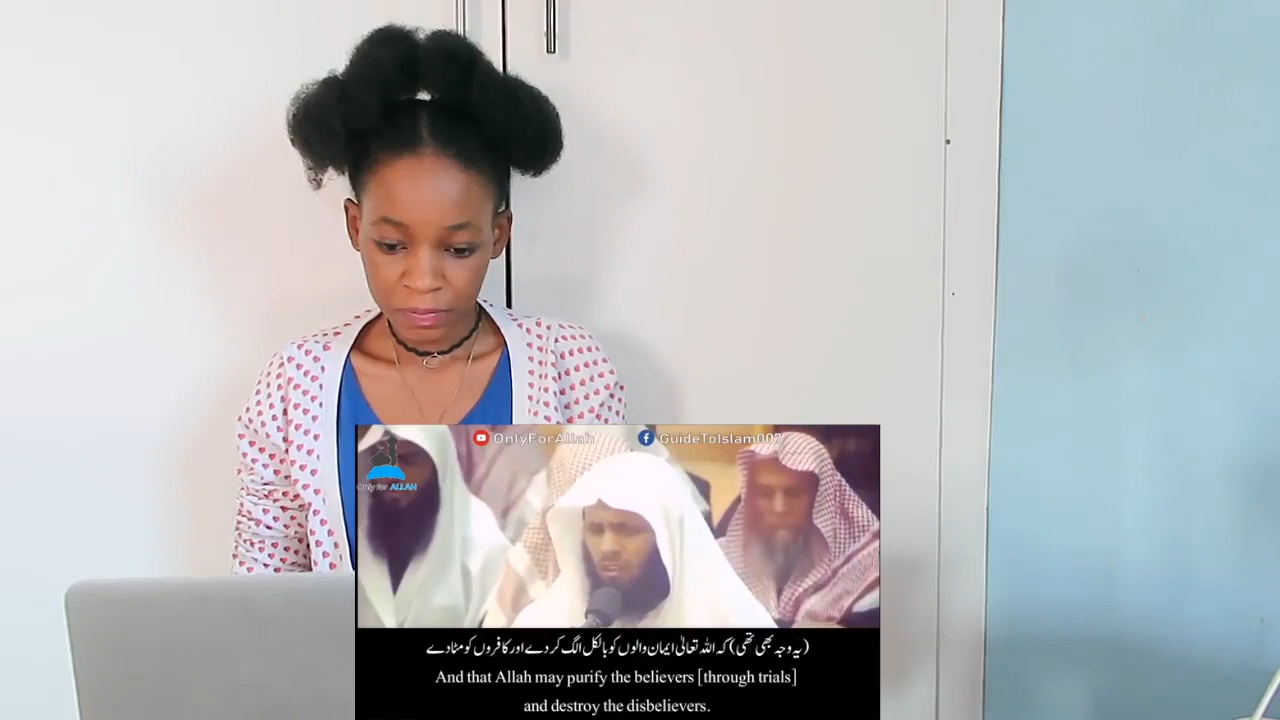 OnlyForAllah
GuideToIslam007
Only for ALLAH
(یہ وجہ بھی تھی) کہ اللہ تعالیٰ ایمان والوں کو بالکل الگ کر دے اور کافروں کو مٹا دے
And that Allah may purify the believers [through trials]
and destroy the disbelievers.